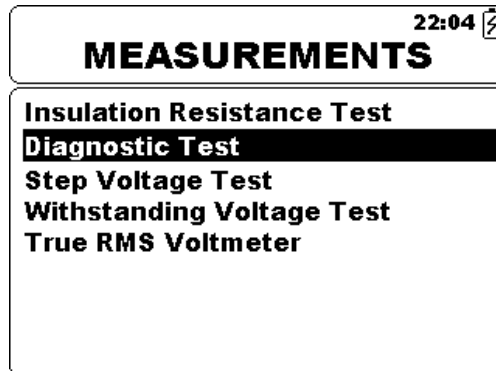 22:04
MEASUREMENTS
Insulation Resistance Test
Diagnostic Test
Step Voltage Test
Withstanding Voltage Test
True RMS Voltmeter